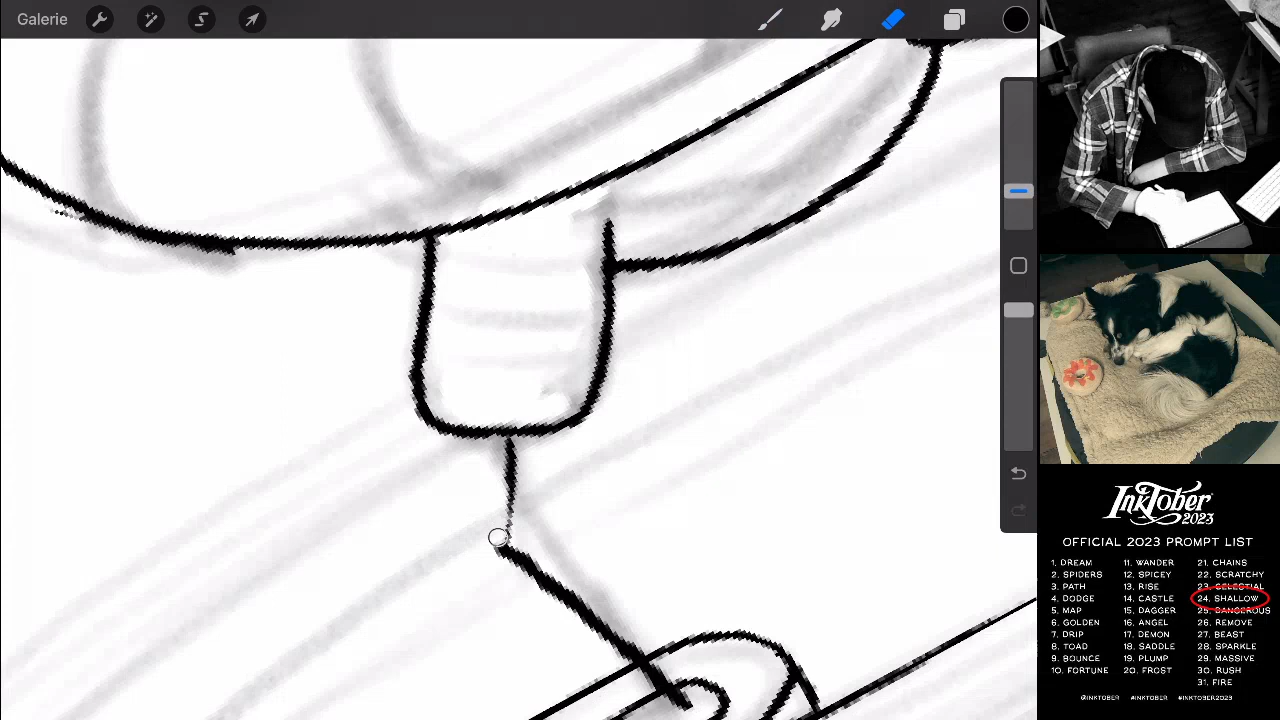 Galerie
INKTOBER
2023
OFFICIAL 2023 PROMPT LIST
1. DREAM
2. SPIDERS
3. PATH
4. DODGE
5. MAP
6. GOLDEN
7. DRIP
8. TOAD
9. BOUNCE
10. FORTUNE
11. WANDER
12. SPICEY
13. RISE
14. CASTLE
15. DAGGER
16. ANGEL
17. DEMON
18. SADDLE
19. PLUMP
20. FROST
21. CHAINS
22. SCRATCHY
23. CELESTIAL
24. SHALLOW
25. DANGEROUS
26. REMOVE
27. BEAST
28. SPARKLE
29. MASSIVE
30. RUSH
31. FIRE
@INKTOBER #INKTOBER #INKTOBER2023